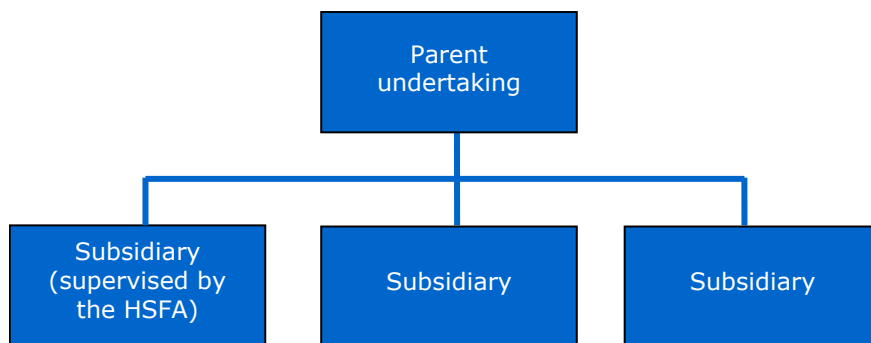 Parent
undertaking
Subsidiary
(supervised by
the HSFA)
Subsidiary
Subsidiary